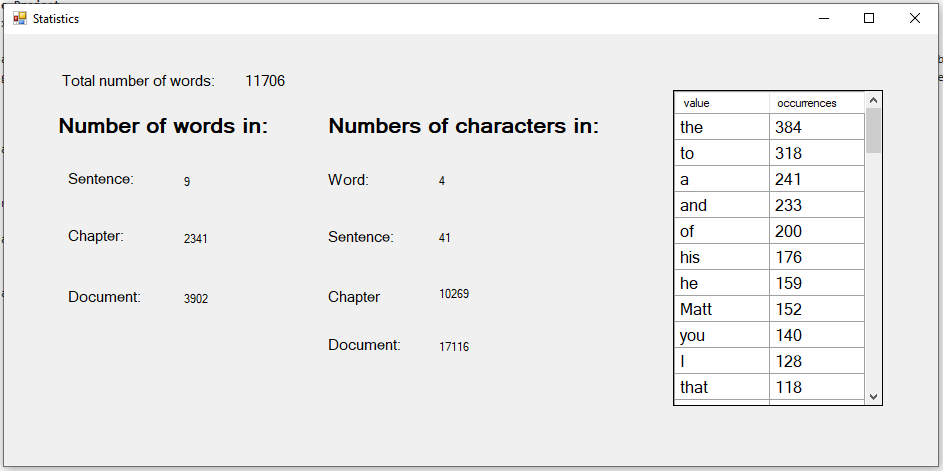 c Project
Statistics
Total number of words: 11706
Number of words in:
Sentence: 9
Chapter: 2341
Document: 3902
Numbers of characters in:
Word: 4
Sentence: 41
Chapter 10269
Document: 17116
value occurrences
the 384
to 318
a 241
and 233
of 200
his 176
he 159
Matt 152
you 140
I 128
that 118